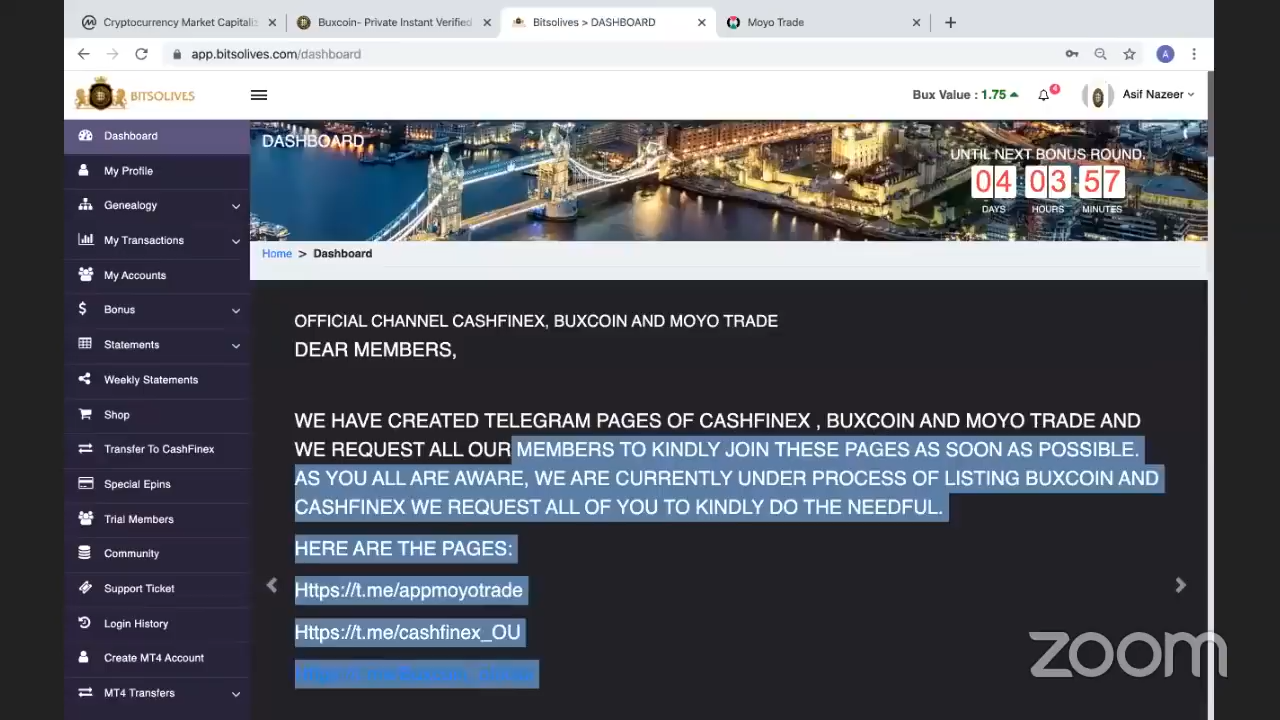 Cryptocurrency Market Capitaliz
Buxcoin- Private Instant Verified
Bitsolives > DASHBOARD
Moyo Trade
app.bitsolives.com/dashboard
A
BITSOLIVES
Bux Value : 1.75
4
Asif Nazeer
Dashboard
My Profile
Genealogy
My Transactions
My Accounts
Bonus
Statements
Weekly Statements
Shop
Transfer To CashFinex
Special Epins
Trial Members
Community
Support Ticket
Login History
Create MT4 Account
MT4 Transfers
DASHBOARD
UNTIL NEXT BONUS ROUND.
04 03 57
DAYS HOURS MINUTES
Home > Dashboard
OFFICIAL CHANNEL CASHFINEX, BUXCOIN AND MOYO TRADE
DEAR MEMBERS,
WE HAVE CREATED TELEGRAM PAGES OF CASHFINEX , BUXCOIN AND MOYO TRADE AND
WE REQUEST ALL OUR MEMBERS TO KINDLY JOIN THESE PAGES AS SOON AS POSSIBLE.
AS YOU ALL ARE AWARE, WE ARE CURRENTLY UNDER PROCESS OF LISTING BUXCOIN AND
CASHFINEX WE REQUEST ALL OF YOU TO KINDLY DO THE NEEDFUL.
HERE ARE THE PAGES:
Https://t.me/appmoyotrade
Https://t.me/cashfinex_OU
zoom